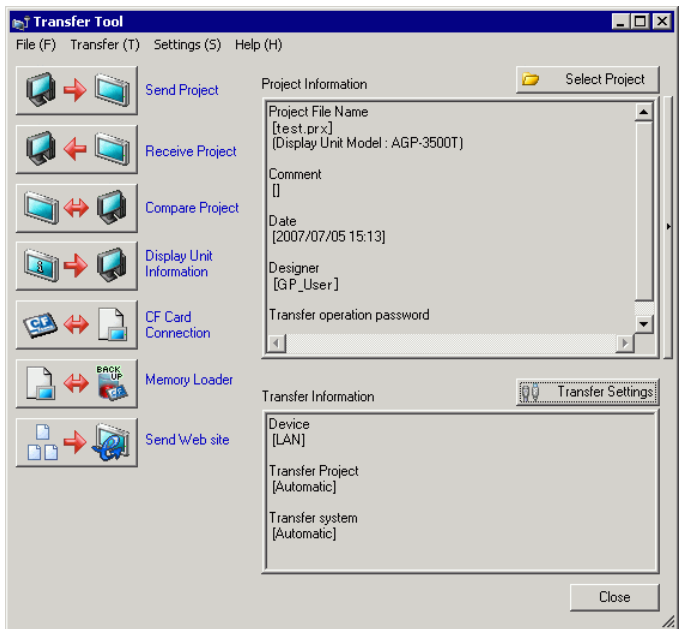 Transfer Tool
File (F) Transfer (T) Settings (S) Help (H)
Send Project
Receive Project
Compare Project
Display Unit
Information
CF Card
Connection
BACK
UP
Memory Loader
Send Web site
Project Information
Select Project
Project File Name
[test.prx]
(Display Unit Model : AGP-3500T)
Comment
[]
Date
[2007/07/05 15:13]
Designer
[GP_User]
Transfer operation password
Transfer Information
Transfer Settings
Device
[LAN]
Transfer Project
[Automatic]
Transfer system
[Automatic]
Close